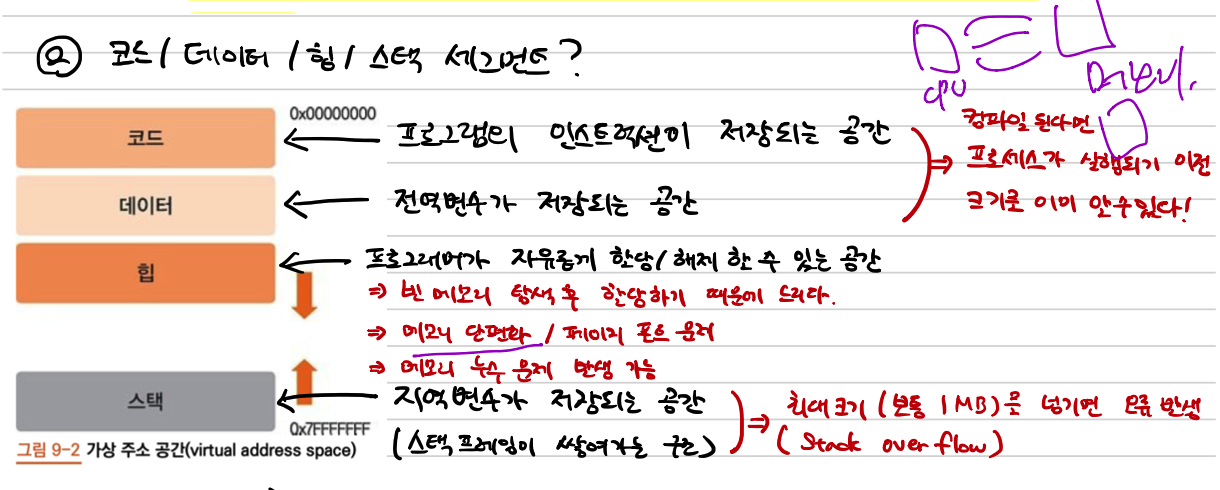 ② 코드 / 데이터 / 힙 / 스택 세그먼트?
CPU
메모리.
코드
0x00000000
프로그램의 인스트럭션이 저장되는 공간
데이터
전역변수가 저장되는 공간
컴파일 된다면
⇒ 프로세스가 실행되기 이전
크기를 이미 알 수 있다!
힙
프로그래머가 자유롭게 할당/해제 할 수 있는 공간
⇒ 빈 메모리 탐색 후 할당하기 때문에 느리다.
⇒ 메모리 단편화 / 페이지 폴트 문제
⇒ 메모리 누수 문제 발생 가능
스택
0x7FFFFFFF
지역변수가 저장되는 공간
(스택 프레임이 쌓여가는 구조)
⇒ 최대크기 (보통 1MB)를 넘기면 오류 발생
(Stack over flow)
그림 9-2 가상 주소 공간(virtual address space)